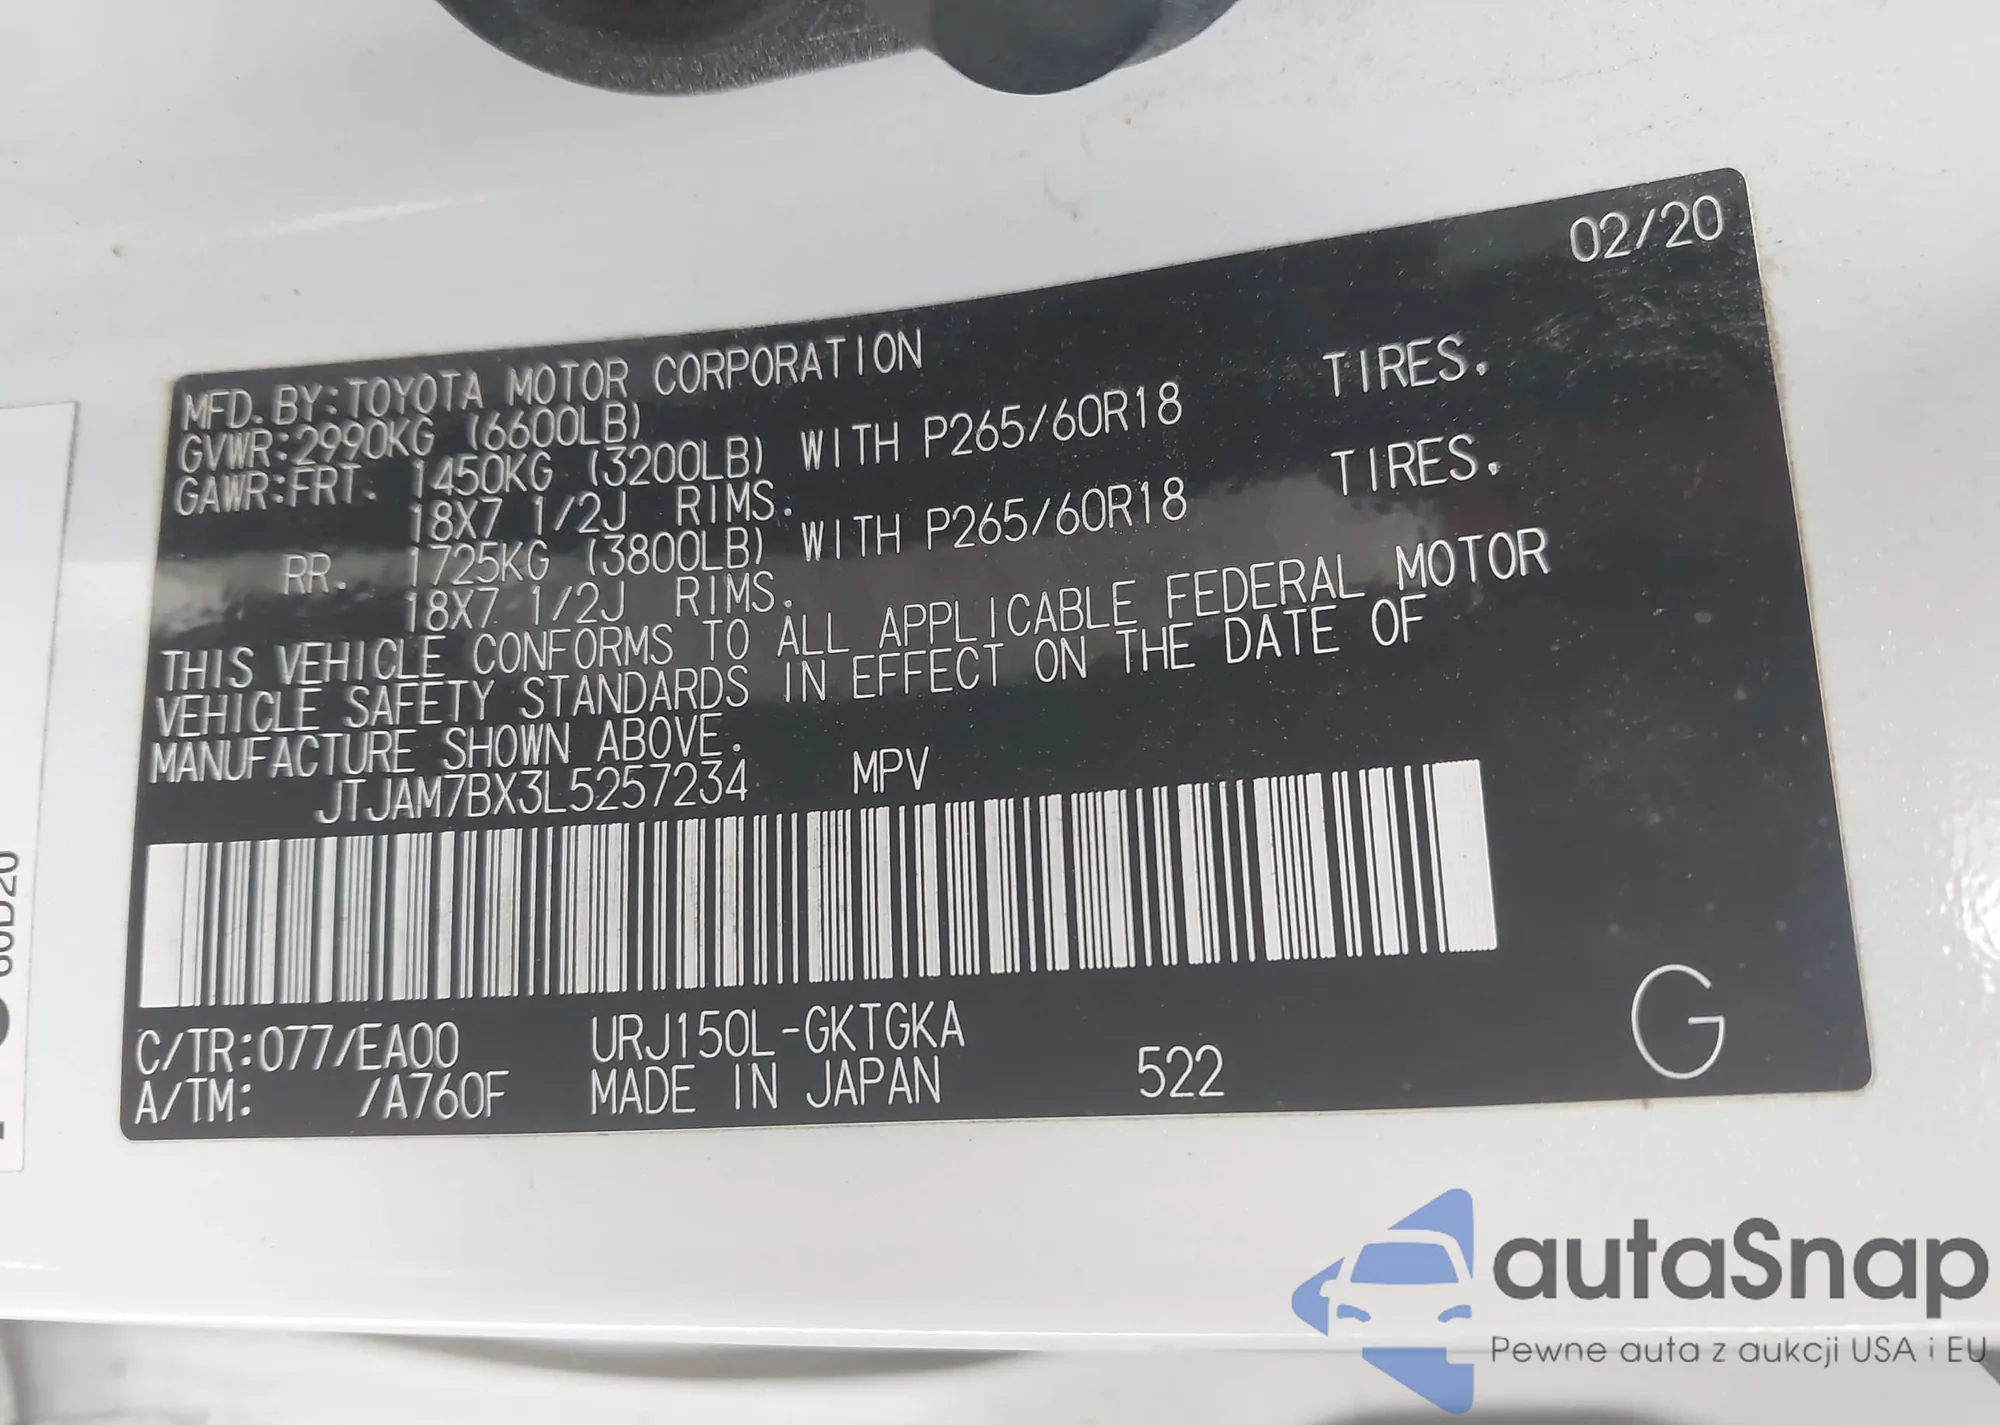 02/20
MFD.BY:TOYOTA MOTOR CORPORATION
GVWR:2990KG (6600LB)
GAWR:FRT. 1450KG (3200LB) WITH P265/60R18 TIRES.
18X7 1/2J RIMS.
RR. 1725KG (3800LB) WITH P265/60R18 TIRES.
18X7 1/2J RIMS.
THIS VEHICLE CONFORMS TO ALL APPLICABLE FEDERAL MOTOR
VEHICLE SAFETY STANDARDS IN EFFECT ON THE DATE OF
MANUFACTURE SHOWN ABOVE.
JTJAM7BX3L5257234 MPV
C/TR:077/EA00 URJ150L-GKTGKA
A/TM: /A760F MADE IN JAPAN 522
G
autaSnap
Pewne auta z aukcji USA i EU